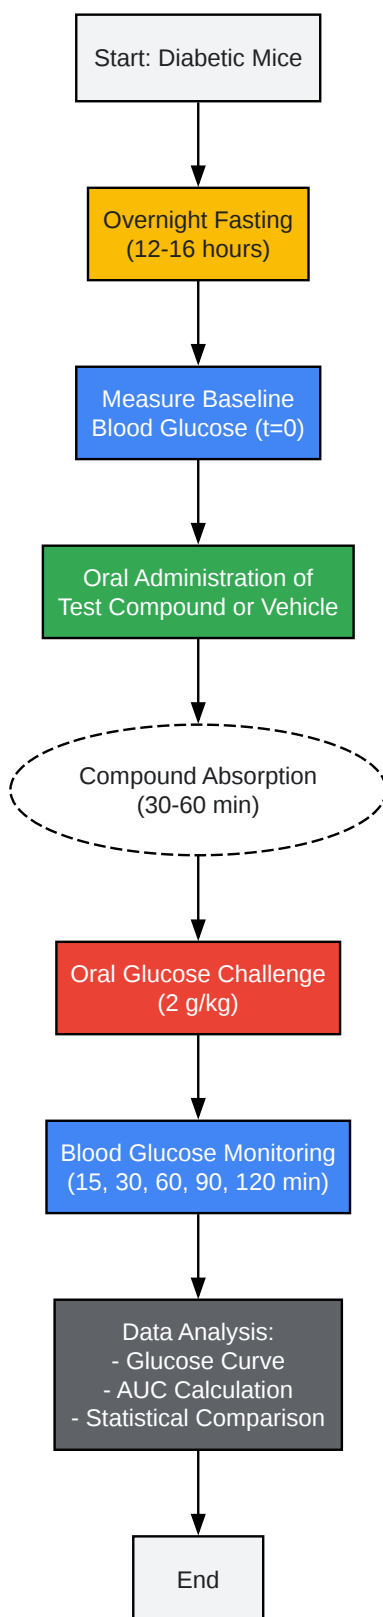 Start: Diabetic Mice
Overnight Fasting
(12-16 hours)
Measure Baseline
Blood Glucose (t=0)
Oral Administration of
Test Compound or Vehicle
Compound Absorption
(30-60 min)
Oral Glucose Challenge
(2 g/kg)
Blood Glucose Monitoring
(15, 30, 60, 90, 120 min)
Data Analysis:
- Glucose Curve
- AUC Calculation
- Statistical Comparison
End